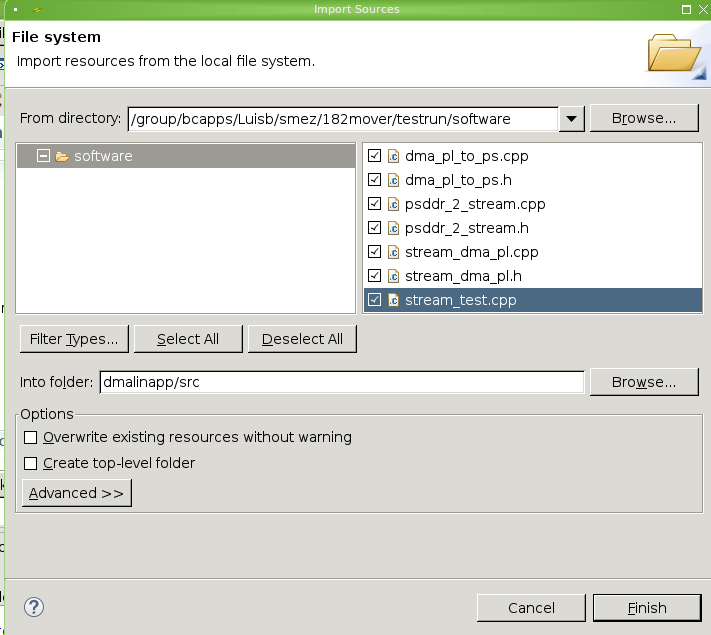 Import Sources
File system
Import resources from the local file system.
From directory: /group/bcapps/Luisb/smez/182mover/testrun/software Browse...
software
dma_pl_to_ps.cpp
dma_pl_to_ps.h
psddr_2_stream.cpp
psddr_2_stream.h
stream_dma_pl.cpp
stream_dma_pl.h
stream_test.cpp
Filter Types... Select All Deselect All
Into folder: dmalinapp/src Browse...
Options
Overwrite existing resources without warning
Create top-level folder
Advanced >>
? Cancel Finish